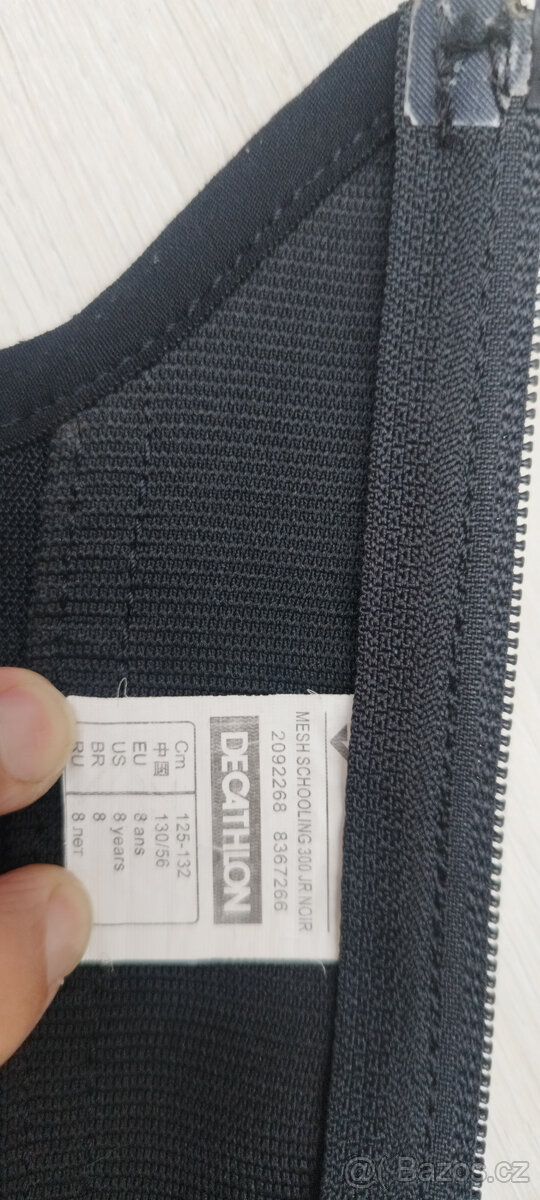 MESH SCHOOLING 300 JR NOIR
2092268 8367266
DECATHLON
Cm 125-132
中国 130/56
EU 8 ans
US 8 years
BR 8
RU 8 лет
@ Bazos.cz